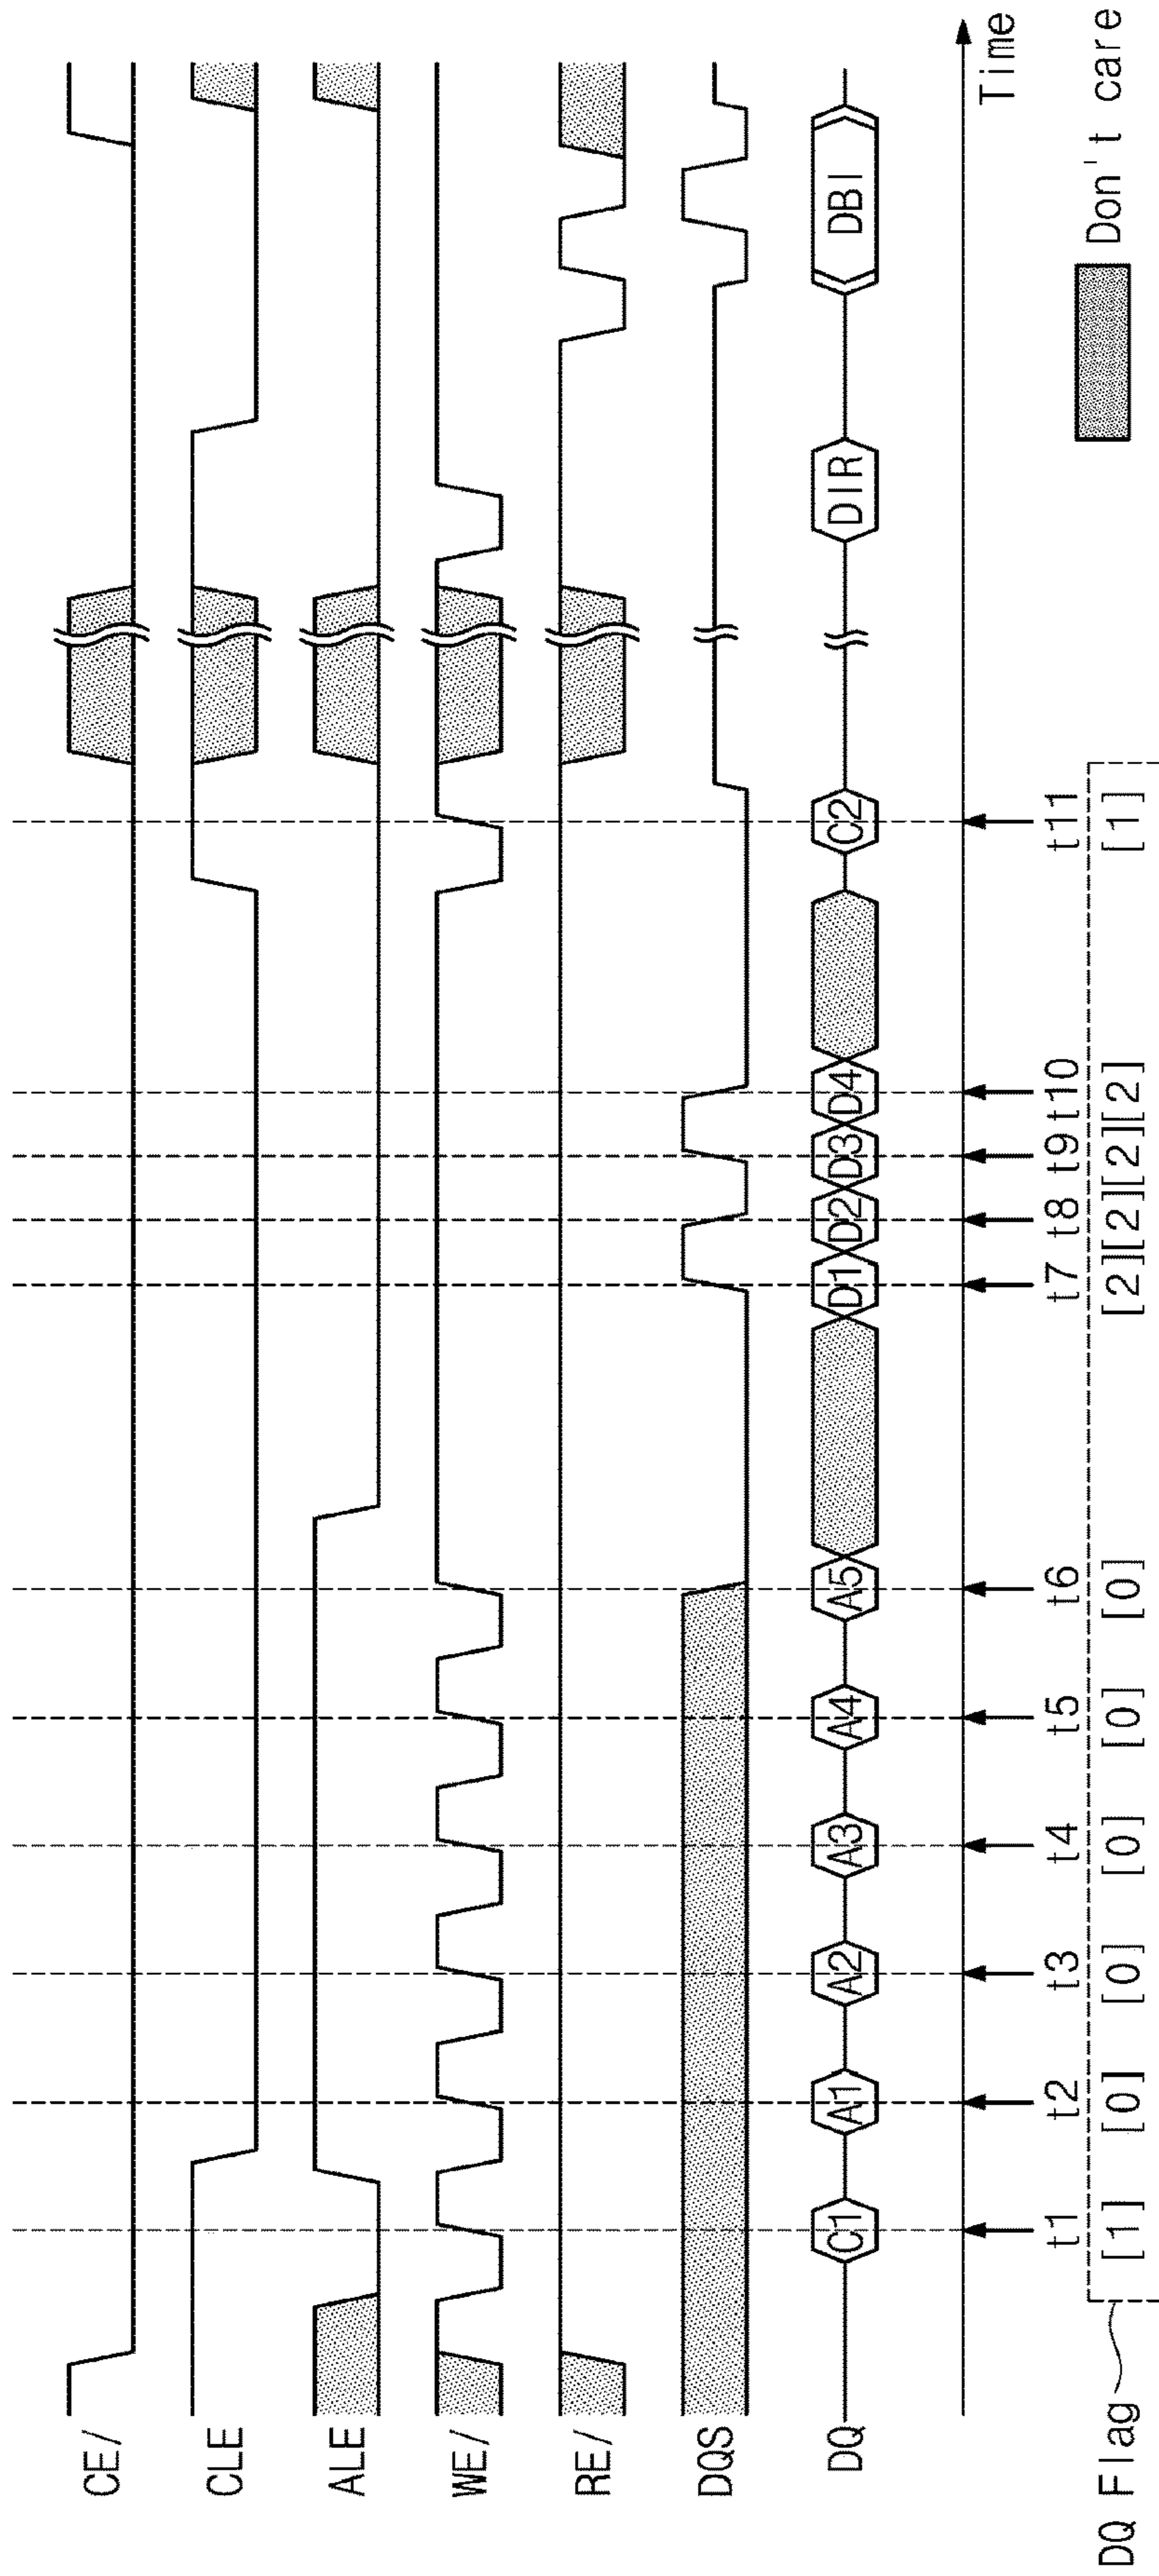 CE/
CLE
ALE
WE/
RE/
DQS
DQ C1 A1 A2 A3 A4 A5 D1 D2 D3 D4 C2 DIR DBI
Time
t1 t2 t3 t4 t5 t6 t7 t8 t9 t10 t11
DQ Flag [1] [0] [0] [0] [0] [0] [2][2][2][2] [1]
Don't care